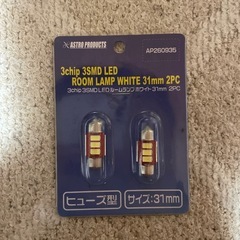 ASTRO PRODUCTS
AP260935
3chip 3SMD LED
ROOM LAMP WHITE 31mm 2PC
3chip 3SMD LED ルームランプ ホワイト 31mm 2PC
ヒューズ
サイズ:31mm